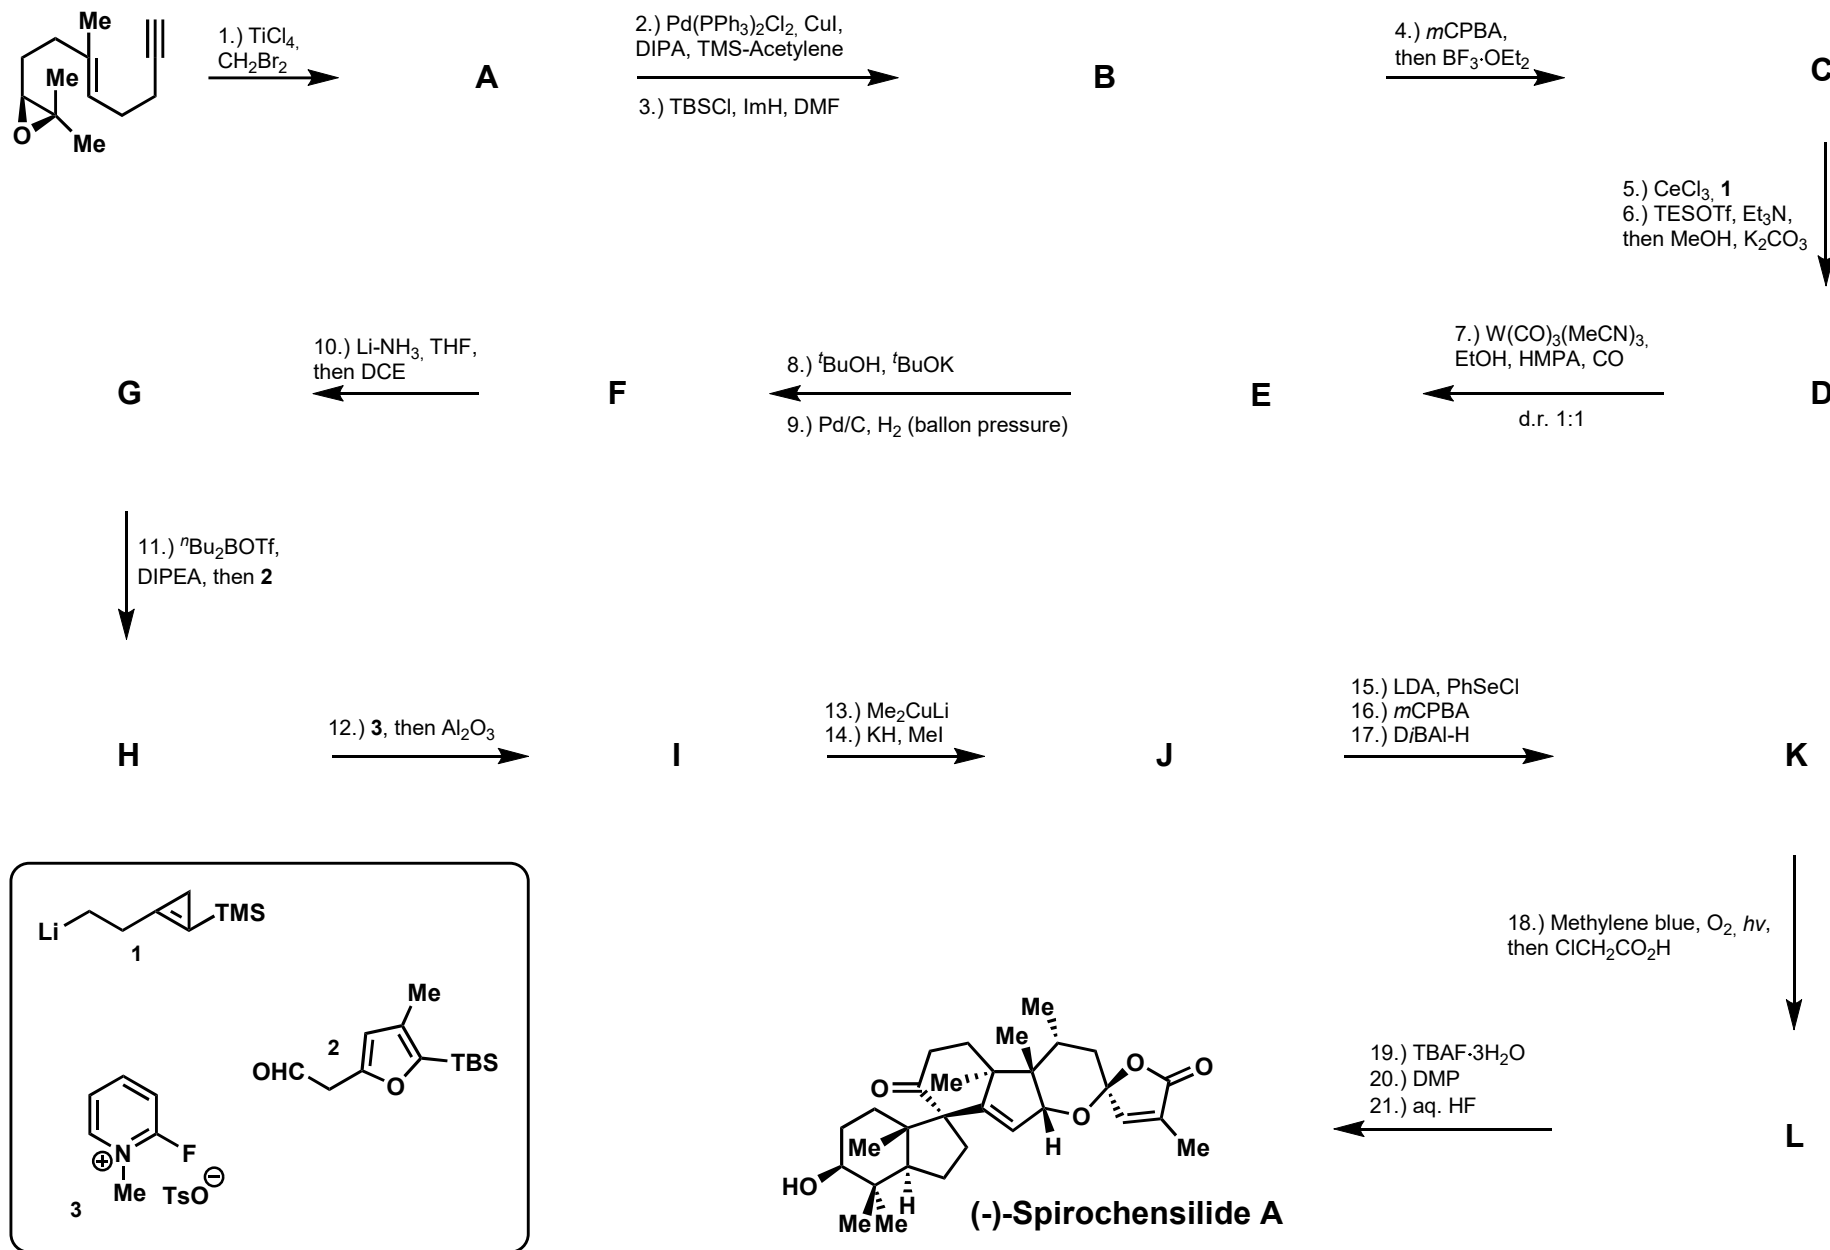 Me
Me
O
Me
1.) TiCl4,
CH2Br2
A
2.) Pd(PPh3)2Cl2, CuI,
DIPA, TMS-Acetylene
3.) TBSCl, ImH, DMF
B
4.) mCPBA,
then BF3·OEt2
C
5.) CeCl3, 1
6.) TESOTf, Et3N,
then MeOH, K2CO3
G
10.) Li-NH3, THF,
then DCE
F
8.) tBuOH, tBuOK
9.) Pd/C, H2 (ballon pressure)
E
7.) W(CO)3(MeCN)3,
EtOH, HMPA, CO
d.r. 1:1
D
11.) nBu2BOTf,
DIPEA, then 2
H
12.) 3, then Al2O3
I
13.) Me2CuLi
14.) KH, MeI
J
15.) LDA, PhSeCl
16.) mCPBA
17.) DiBAl-H
K
18.) Methylene blue, O2, hv,
then ClCH2CO2H
L
19.) TBAF·3H2O
20.) DMP
21.) aq. HF
Li
TMS
1
Me
2
OHC
O
TBS
N
⊕
F
Me
TsO⊖
3
Me
Me
O
Me
O
O
O
H
Me
Me
HO
H
Me
Me
(-)-Spirochensilide A